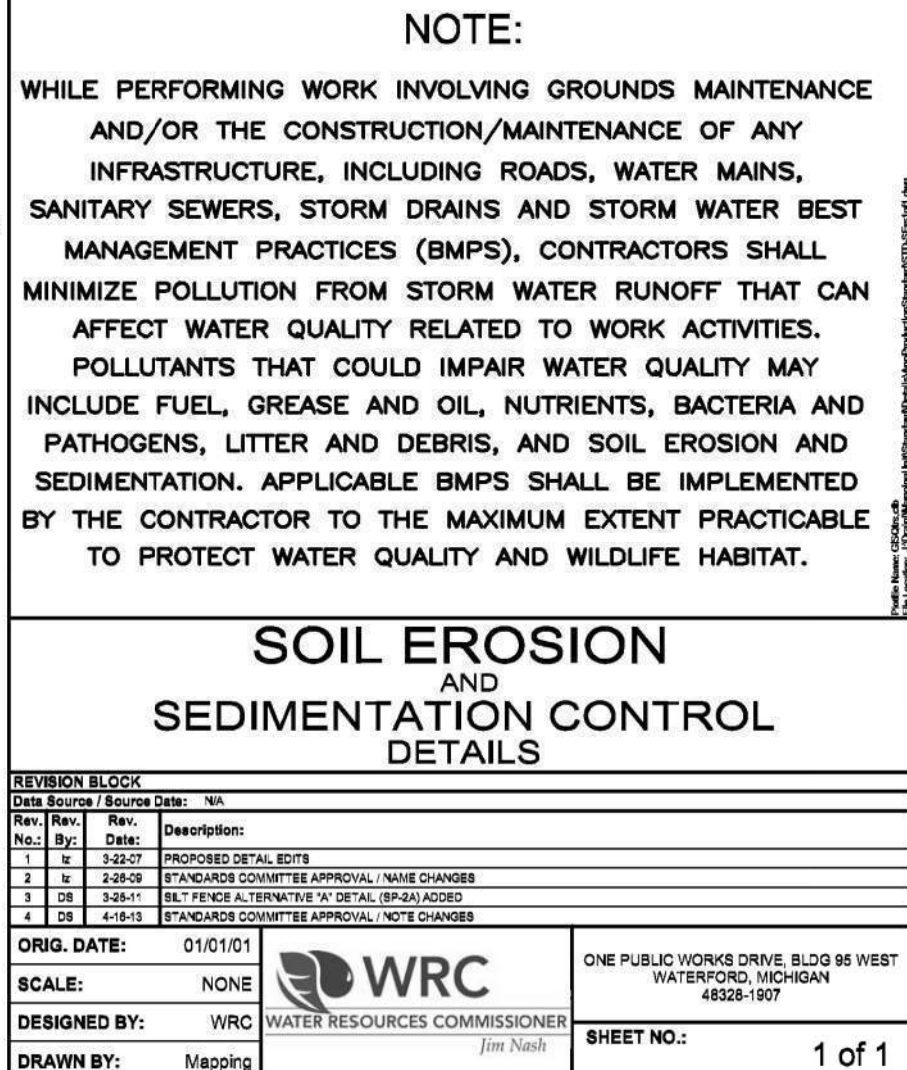 NOTE:
WHILE PERFORMING WORK INVOLVING GROUNDS MAINTENANCE
AND/OR THE CONSTRUCTION/MAINTENANCE OF ANY
INFRASTRUCTURE, INCLUDING ROADS, WATER MAINS,
SANITARY SEWERS, STORM DRAINS AND STORM WATER BEST
MANAGEMENT PRACTICES (BMPS), CONTRACTORS SHALL
MINIMIZE POLLUTION FROM STORM WATER RUNOFF THAT CAN
AFFECT WATER QUALITY RELATED TO WORK ACTIVITIES.
POLLUTANTS THAT COULD IMPAIR WATER QUALITY MAY
INCLUDE FUEL, GREASE AND OIL, NUTRIENTS, BACTERIA AND
PATHOGENS, LITTER AND DEBRIS, AND SOIL EROSION AND
SEDIMENTATION. APPLICABLE BMPS SHALL BE IMPLEMENTED
BY THE CONTRACTOR TO THE MAXIMUM EXTENT PRACTICABLE
TO PROTECT WATER QUALITY AND WILDLIFE HABITAT.
SOIL EROSION
AND
SEDIMENTATION CONTROL
DETAILS
REVISION BLOCK
Data Source / Source Date: N/A
Rev. No.: Rev. By: Rev. Date: Description:
1 lz 3-22-07 PROPOSED DETAIL EDITS
2 lz 2-26-09 STANDARDS COMMITTEE APPROVAL / NAME CHANGES
3 DS 3-25-11 SILT FENCE ALTERNATIVE "A" DETAIL (SP-2A) ADDED
4 DS 4-16-13 STANDARDS COMMITTEE APPROVAL / NOTE CHANGES
ORIG. DATE: 01/01/01
SCALE: NONE
DESIGNED BY: WRC
DRAWN BY: Mapping
WRC
WATER RESOURCES COMMISSIONER
Jim Nash
ONE PUBLIC WORKS DRIVE, BLDG 95 WEST
WATERFORD, MICHIGAN
48328-1907
SHEET NO.:
1 of 1